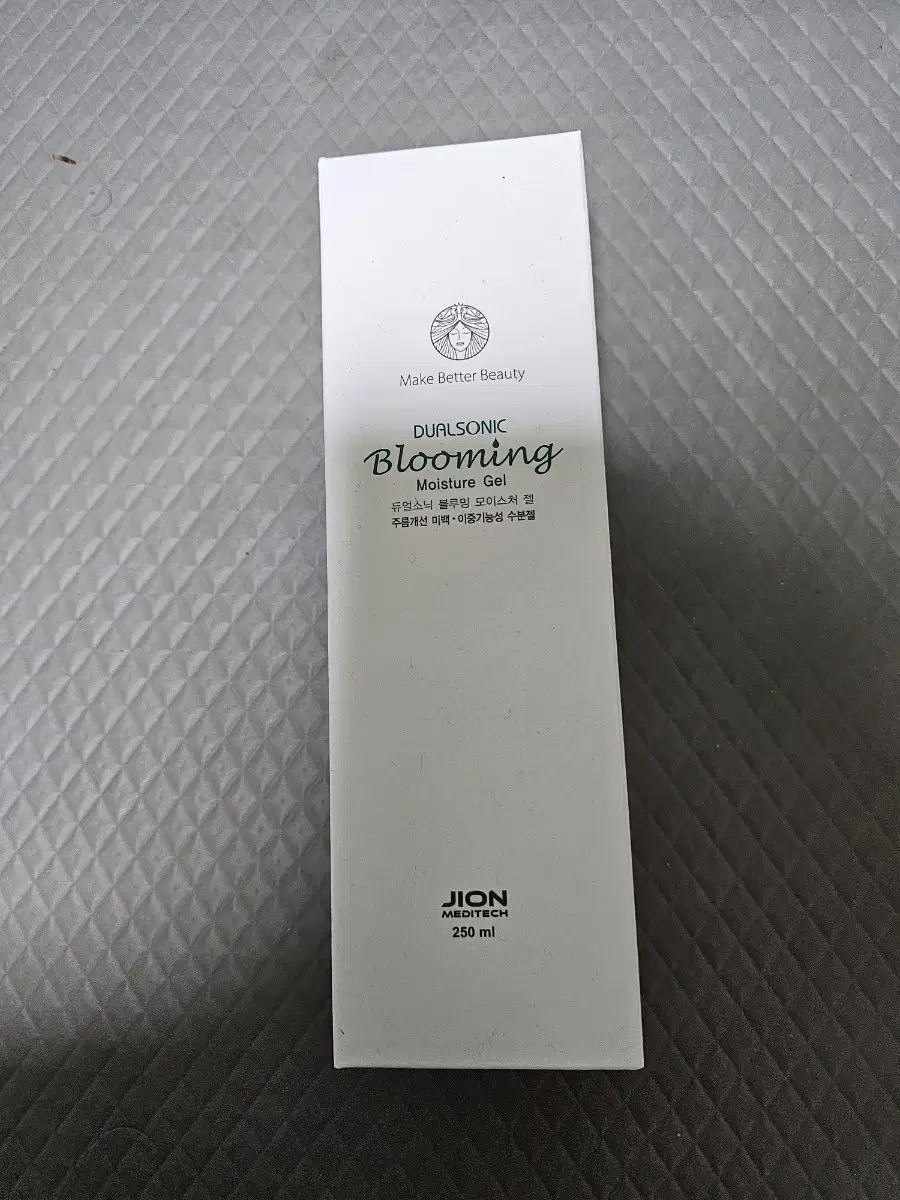 Make Better Beauty
DUALSONIC
Blooming
Moisture Gel
듀얼소닉 블루밍 모이스처 젤
주름개선 미백 • 이중기능성 수분젤
JION
MEDITECH
250 ml